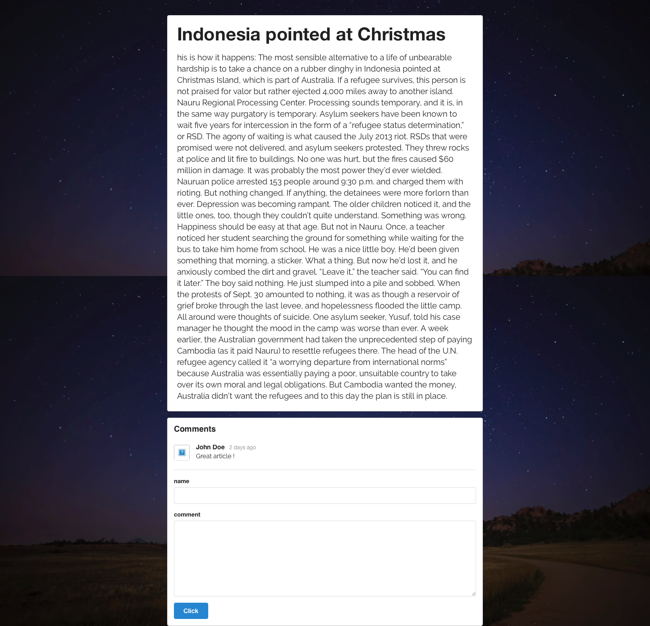 Indonesia pointed at Christmas
his is how it happens: The most sensible alternative to a life of unbearable
hardship is to take a chance on a rubber dinghy in Indonesia pointed at
Christmas Island, which is part of Australia. If a refugee survives, this person is
not praised for valor but rather ejected 4,000 miles away to another island.
Nauru Regional Processing Center. Processing sounds temporary, and it is, in
the same way purgatory is temporary. Asylum seekers have been known to
wait five years for intercession in the form of a "refugee status determination,"
or RSD. The agony of waiting is what caused the July 2013 riot. RSDs that were
promised were not delivered, and asylum seekers protested. They threw rocks
at police and lit fire to buildings. No one was hurt, but the fires caused $60
million in damage. It was probably the most power they'd ever wielded.
Nauruan police arrested 153 people around 9:30 p.m. and charged them with
rioting. But nothing changed. If anything, the detainees were more forlorn than
ever. Depression was becoming rampant. The older children noticed it, and the
little ones, too, though they couldn't quite understand. Something was wrong.
Happiness should be easy at that age. But not in Nauru. Once, a teacher
noticed her student searching the ground for something while waiting for the
bus to take him home from school. He was a nice little boy. He'd been given
something that morning, a sticker. What a thing. But now he'd lost it, and he
anxiously combed the dirt and gravel. "Leave it," the teacher said. "You can find
it later." The boy said nothing. He just slumped into a pile and sobbed. When
the protests of Sept. 30 amounted to nothing, it was as though a reservoir of
grief broke through the last levee, and hopelessness flooded the little camp.
All around were thoughts of suicide. One asylum seeker, Yusuf, told his case
manager he thought the mood in the camp was worse than ever. A week
earlier, the Australian government had taken the unprecedented step of paying
Cambodia (as it paid Nauru) to resettle refugees there. The head of the U.N.
refugee agency called it "a worrying departure from international norms"
because Australia was essentially paying a poor, unsuitable country to take
over its own moral and legal obligations. But Cambodia wanted the money,
Australia didn't want the refugees and to this day the plan is still in place.
Comments
John Doe 2 days ago
Great article !
name
comment
Click